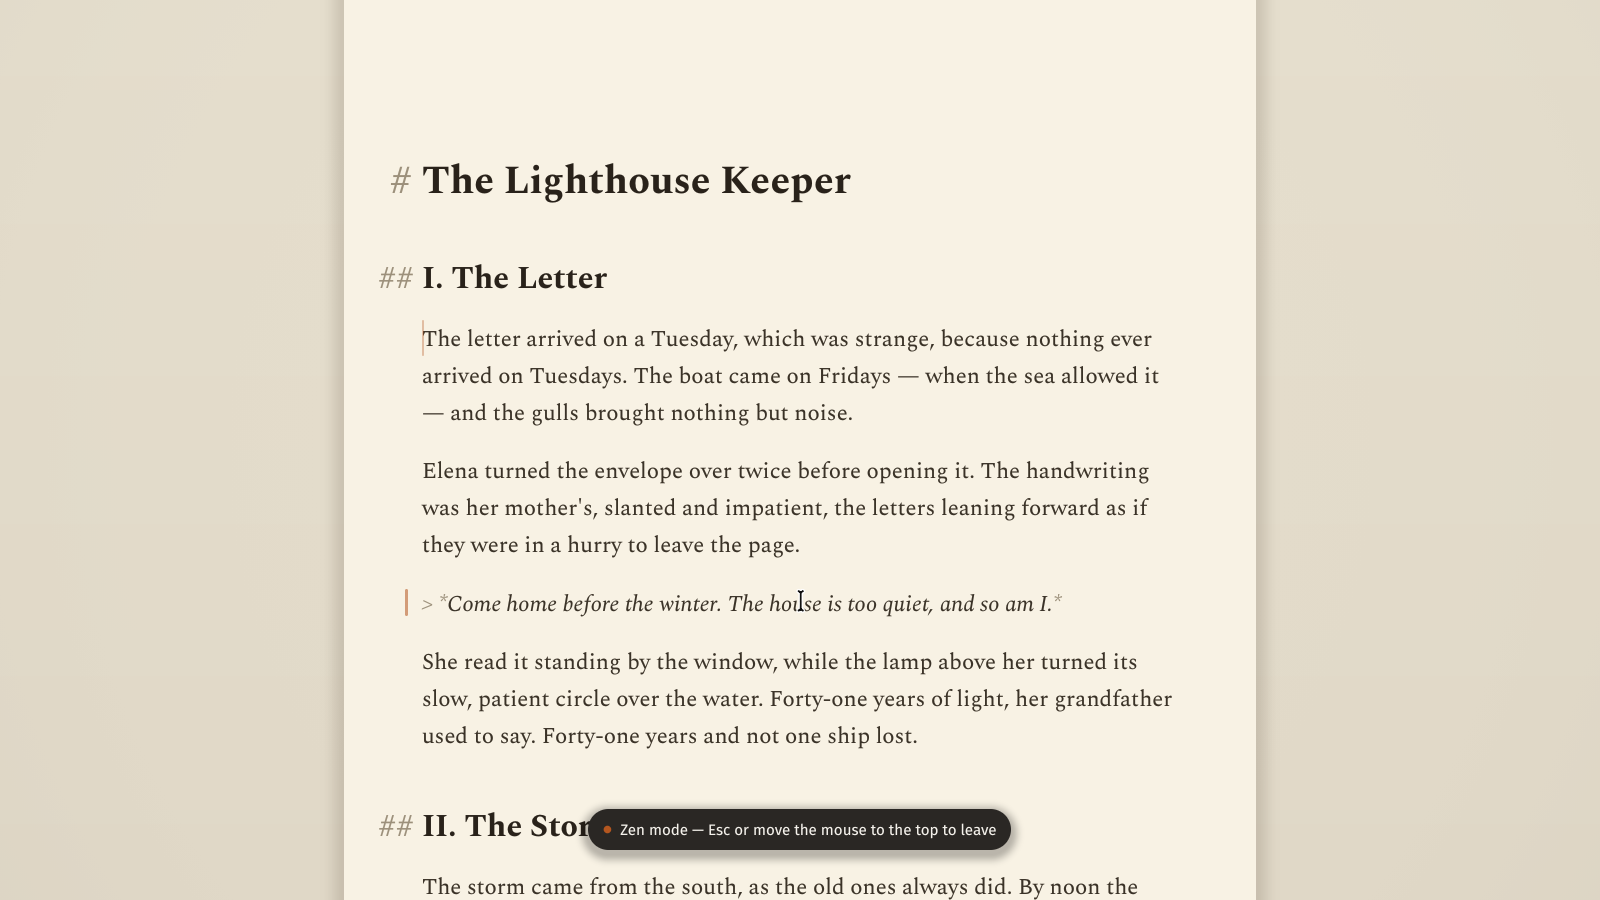 # The Lighthouse Keeper
## I. The Letter
The letter arrived on a Tuesday, which was strange, because nothing ever
arrived on Tuesdays. The boat came on Fridays — when the sea allowed it
— and the gulls brought nothing but noise.
Elena turned the envelope over twice before opening it. The handwriting
was her mother's, slanted and impatient, the letters leaning forward as if
they were in a hurry to leave the page.
> *Come home before the winter. The house is too quiet, and so am I.*
She read it standing by the window, while the lamp above her turned its
slow, patient circle over the water. Forty-one years of light, her grandfather
used to say. Forty-one years and not one ship lost.
## II. The Stor
Zen mode — Esc or move the mouse to the top to leave
The storm came from the south, as the old ones always did. By noon the